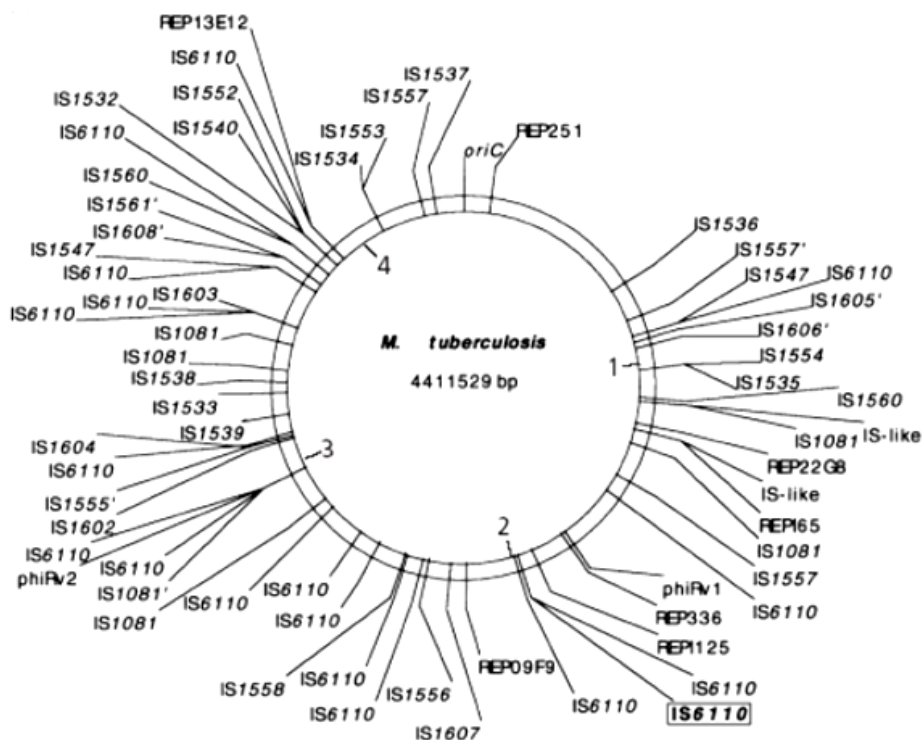 REP13E12
IS6110
IS1552
IS1540
IS1532
IS6110
IS1560
IS1561'
IS1608'
IS1547
IS6110
IS1603
IS6110
IS6110
IS1081
IS1081
IS1538
IS1533
IS1539
IS1604
IS6110
IS1555'
IS1602
IS6110
phiRv2
IS6110
IS1081'
IS1081
IS6110
IS6110
IS1558
IS6110
IS6110
IS1556
IS1607
REP09F9
IS6110
IS6110
IS6110
REP1125
REP336
phiRv1
IS6110
IS1557
IS1081
REP165
IS-like
REP22G8
IS1081
IS-like
IS1560
IS1535
IS1554
IS1606'
IS1605'
IS6110
IS1547
IS1557'
IS1536
REP251
oriC
IS1537
IS1557
IS1553
IS1534
M. tuberculosis
4411529 bp
1
2
3
4